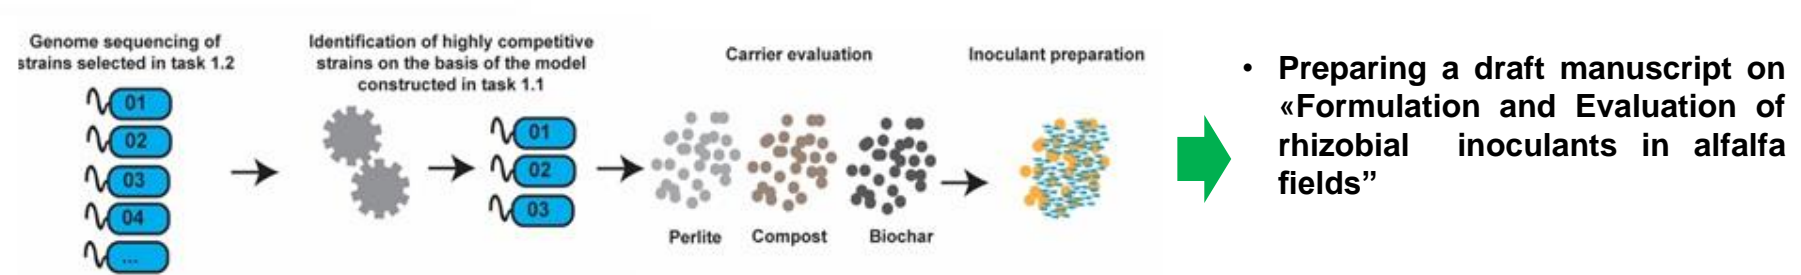 Genome sequencing of
strains selected in task 1.2
01
02
03
04
...
Identification of highly competitive
strains on the basis of the model
constructed in task 1.1
01
02
03
Carrier evaluation
Perlite
Compost
Biochar
Inoculant preparation
• Preparing a draft manuscript on
«Formulation and Evaluation of
rhizobial inoculants in alfalfa
fields”